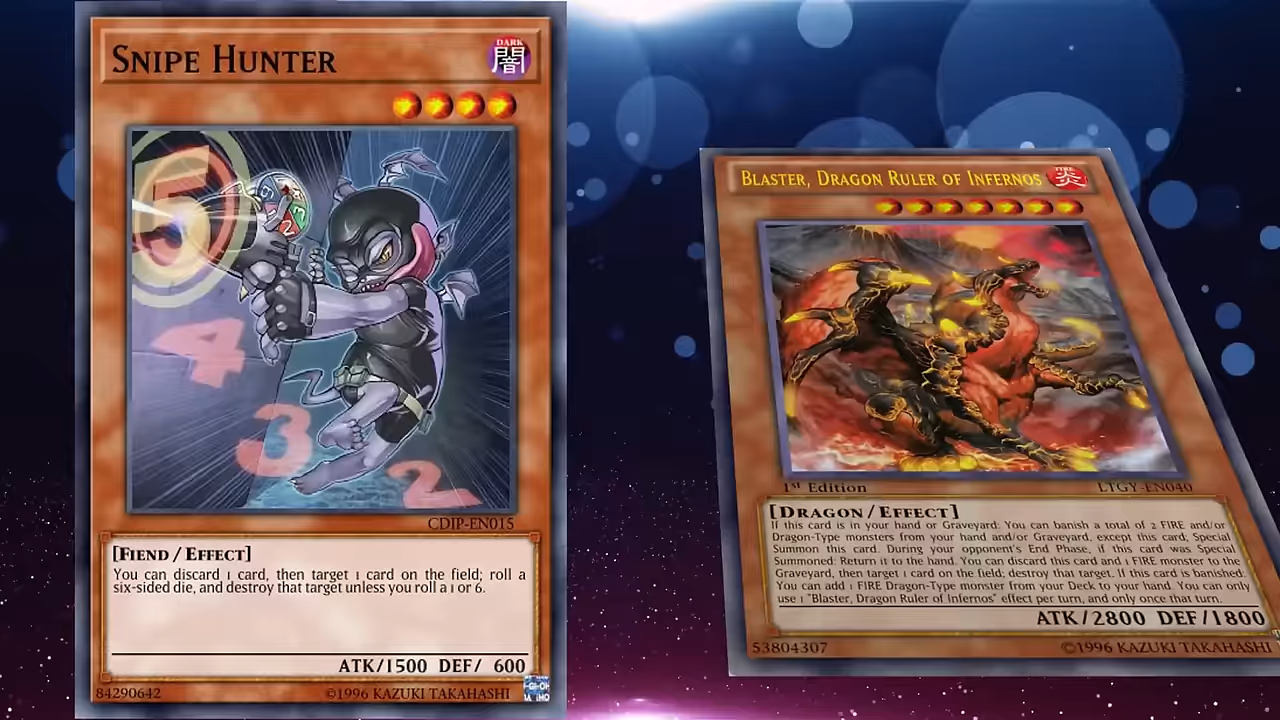 SNIPE HUNTER
DARK
闇
5
4
3
2
CDIP-EN015
[FIEND / EFFECT]
You can discard 1 card, then target 1 card on the field; roll a
six-sided die, and destroy that target unless you roll a 1 or 6.
ATK/1500 DEF/ 600
84290642
©1996 KAZUKI TAKAHASHI
BLASTER, DRAGON RULER OF INFERNOS
FIRE
炎
1st Edition
LTGY-EN040
[DRAGON / EFFECT]
If this card is in your hand or Graveyard: You can banish a total of 2 FIRE and/or
Dragon-Type monsters from your hand and/or Graveyard, except this card; Special
Summon this card. During your opponent's End Phase, if this card was Special
Summoned: Return it to the hand. You can discard this card and 1 FIRE monster to the
Graveyard, then target 1 card on the field; destroy that target. If this card is banished:
You can add 1 FIRE Dragon-Type monster from your Deck to your hand. You can only
use 1 "Blaster, Dragon Ruler of Infernos" effect per turn, and only once that turn.
ATK/2800 DEF/1800
53804307
©1996 KAZUKI TAKAHASHI